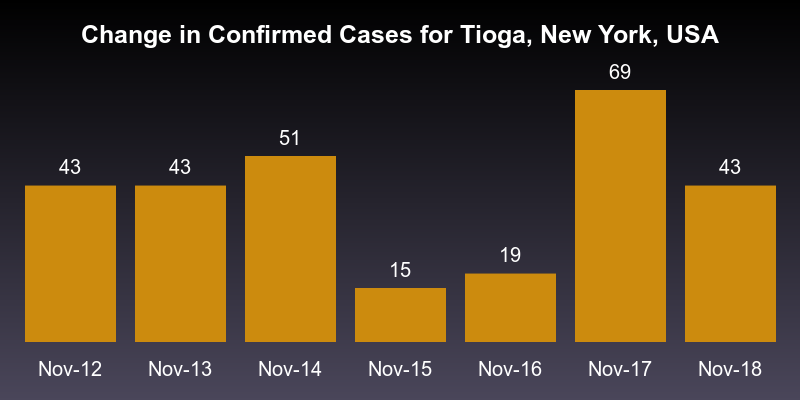 Change in Confirmed Cases for Tioga, New York, USA
69
51
43 43 43
19
15
Nov-12 Nov-13 Nov-14 Nov-15 Nov-16 Nov-17 Nov-18